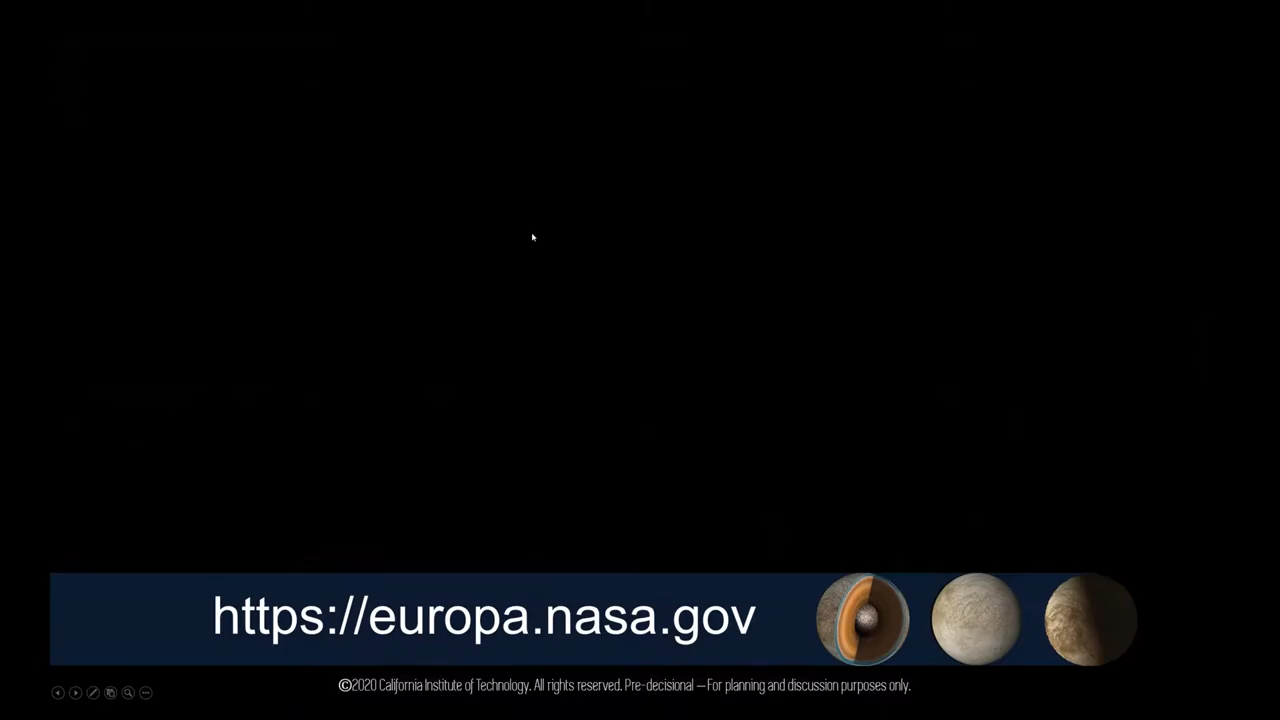 https://europa.nasa.gov
©2020 California Institute of Technology. All rights reserved. Pre-decisional – For planning and discussion purposes only.